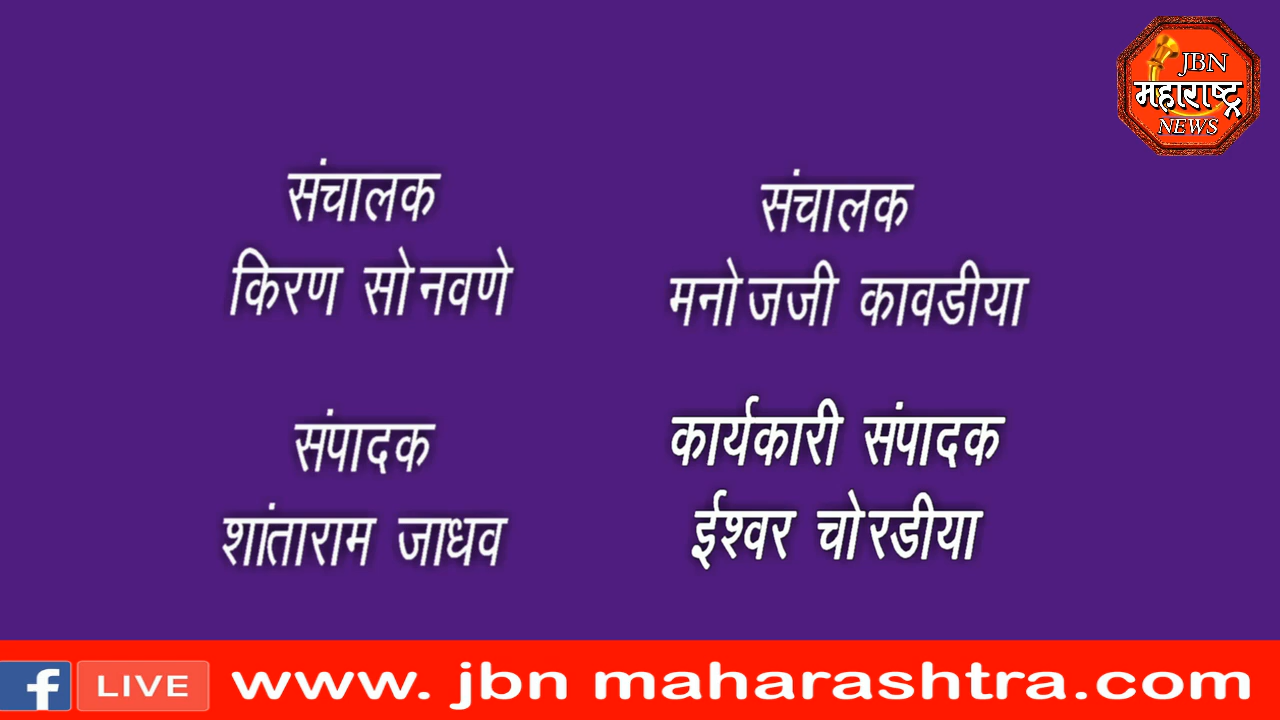 JBN
महाराष्ट्र
NEWS
संचालक
किरण सोनवणे
संचालक
मनोजजी कावडीया
संपादक
शांताराम जाधव
कार्यकारी संपादक
ईश्वर चोरडीया
f LIVE www. jbn maharashtra.com